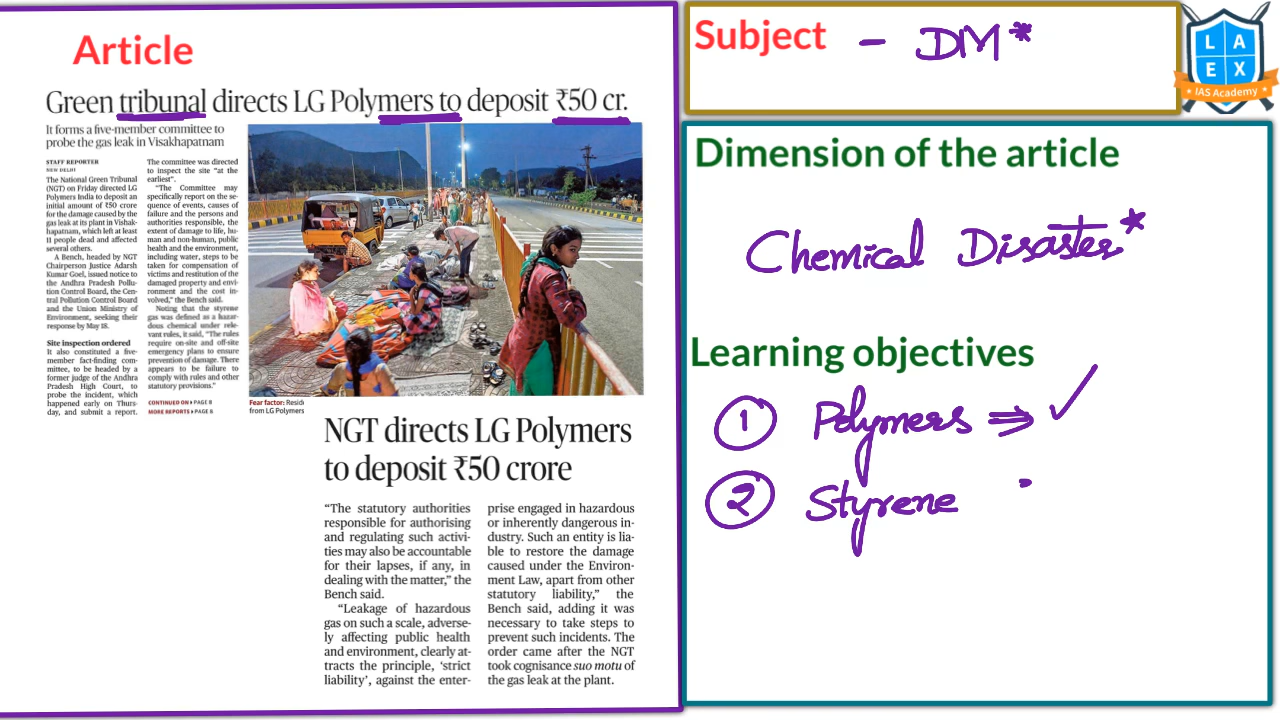 Article
Green tribunal directs LG Polymers to deposit ₹50 cr.
It forms a five-member committee to
probe the gas leak in Visakhapatnam
STAFF REPORTER
NEW DELHI
The National Green Tribunal
(NGT) on Friday directed LG
Polymers India to deposit an
initial amount of ₹50 crore
for the damage caused by the
gas leak at its plant in Visak-
hapatnam, which left at least
11 people dead and affected
several others.
A Bench, headed by NGT
Chairperson Justice Adarsh
Kumar Goel, issued notice to
the Andhra Pradesh Pollu-
tion Control Board, the Cen-
tral Pollution Control Board
and the Union Ministry of
Environment, seeking their
response by May 18.
Site inspection ordered
It also constituted a five-
member fact-finding com-
mittee, to be headed by a
former judge of the Andhra
Pradesh High Court, to
probe the incident, which
happened early on Thurs-
day, and submit a report.
The committee was directed
to inspect the site “at the
earliest”.
“The Committee may
specifically report on the se-
quence of events, causes of
failure and the persons and
authorities responsible, the
extent of damage to life, hu-
man and non-human, public
health and the environment,
including water, steps to be
taken for compensation of
victims and restitution of the
damaged property and envi-
ronment and the cost in-
volved,” the Bench said.
Noting that the styrene
gas was defined as a hazar-
dous chemical under rele-
vant rules, it said, “The rules
require on-site and off-site
emergency plans to ensure
prevention of damage. There
appears to be failure to
comply with rules and other
statutory provisions.”
CONTINUED ON ▸ PAGE 8
MORE REPORTS ▸ PAGE 6
Fear factor: Resid
from LG Polymers
NGT directs LG Polymers
to deposit ₹50 crore
“The statutory authorities
responsible for authorising
and regulating such activi-
ties may also be accountable
for their lapses, if any, in
dealing with the matter,” the
Bench said.
“Leakage of hazardous
gas on such a scale, adverse-
ly affecting public health
and environment, clearly at-
tracts the principle, ‘strict
liability’, against the enter-
prise engaged in hazardous
or inherently dangerous in-
dustry. Such an entity is lia-
ble to restore the damage
caused under the Environ-
ment Law, apart from other
statutory liability,” the
Bench said, adding it was
necessary to take steps to
prevent such incidents. The
order came after the NGT
took cognisance suo motu of
the gas leak at the plant.
Subject - DM*
LA
EX
IAS Academy
Dimension of the article
Chemical Disaster*
Learning objectives
1 Polymers ⇒ ✓
2 Styrene